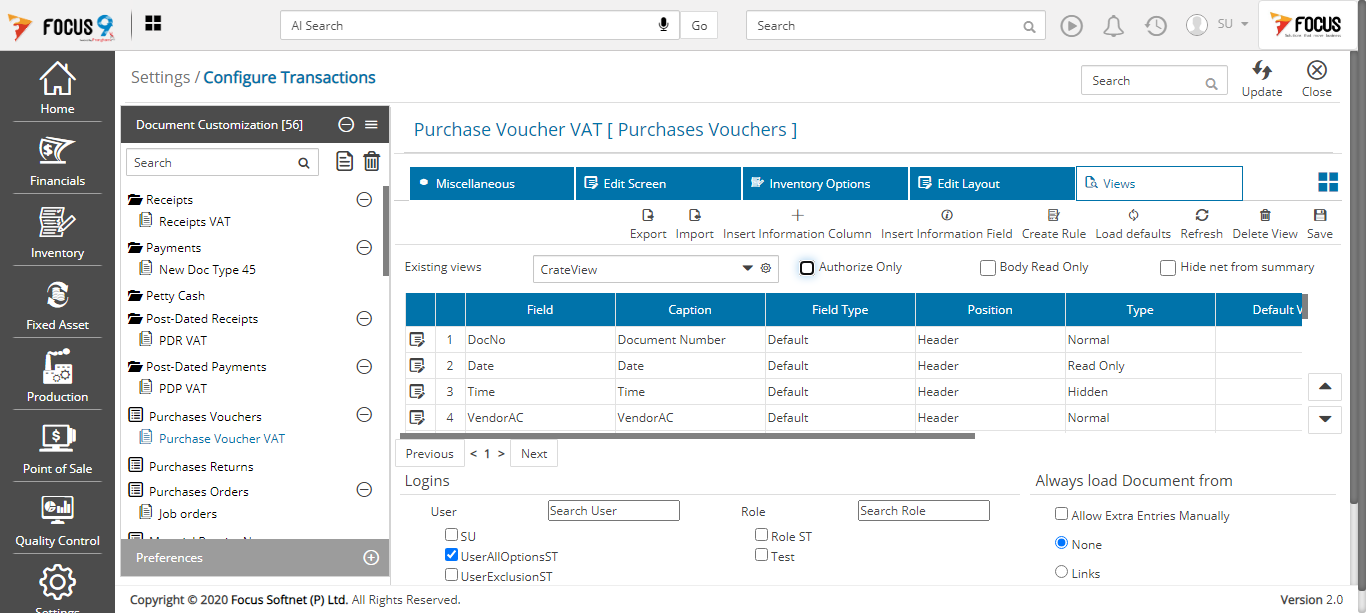 FOCUS 9
AI Search
Go
Search
SU
FOCUS
Home
Financials
Inventory
Fixed Asset
Production
Point of Sale
Quality Control
Settings
Settings / Configure Transactions
Search
Update
Close
Document Customization [56]
Search
Receipts
Receipts VAT
Payments
New Doc Type 45
Petty Cash
Post-Dated Receipts
PDR VAT
Post-Dated Payments
PDP VAT
Purchases Vouchers
Purchase Voucher VAT
Purchases Returns
Purchases Orders
Job orders
Preferences
Purchase Voucher VAT [ Purchases Vouchers ]
Miscellaneous
Edit Screen
Inventory Options
Edit Layout
Views
Export
Import
Insert Information Column
Insert Information Field
Create Rule
Load defaults
Refresh
Delete View
Save
Existing views
CrateView
Authorize Only
Body Read Only
Hide net from summary
Field Caption Field Type Position Type Default V
1 DocNo Document Number Default Header Normal
2 Date Date Default Header Read Only
3 Time Time Default Header Hidden
4 VendorAC VendorAC Default Header Normal
Previous < 1 > Next
Logins
User
Search User
SU
UserAllOptionsST
UserExclusionST
Role
Search Role
Role ST
Test
Always load Document from
Allow Extra Entries Manually
None
Links
Copyright © 2020 Focus Softnet (P) Ltd. All Rights Reserved.
Version 2.0